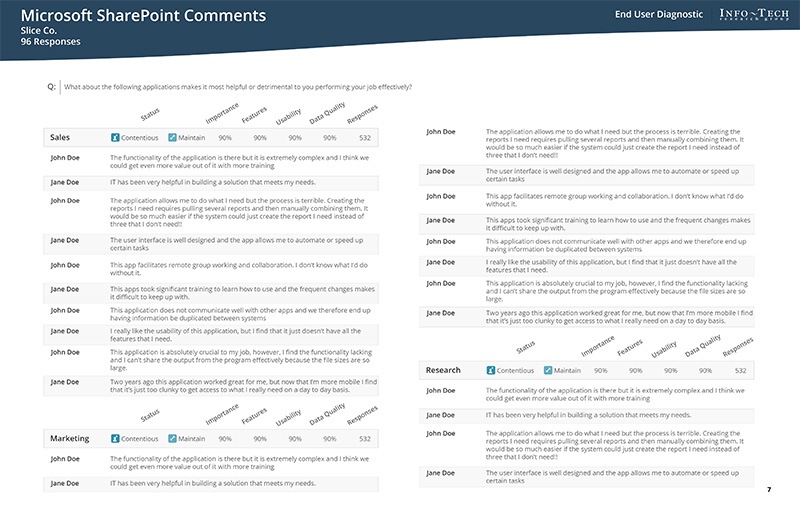 Microsoft SharePoint Comments
Slice Co.
96 Responses
End User Diagnostic
INFO~TECH
research group
Q: What about the following applications makes it most helpful or detrimental to you performing your job effectively?
Status Importance Features Usability Data Quality Responses
Sales Contentious Maintain 90% 90% 90% 90% 532
John Doe The functionality of the application is there but it is extremely complex and I think we
could get even more value out of it with more training
Jane Doe IT has been very helpful in building a solution that meets my needs.
John Doe The application allows me to do what I need but the process is terrible. Creating the
reports I need requires pulling several reports and then manually combining them. It
would be so much easier if the system could just create the report I need instead of
three that I don't need!!
Jane Doe The user interface is well designed and the app allows me to automate or speed up
certain tasks
John Doe This app facilitates remote group working and collaboration. I don't know what I'd do
without it.
Jane Doe This apps took significant training to learn how to use and the frequent changes makes
it difficult to keep up with.
John Doe This application does not communicate well with other apps and we therefore end up
having information be duplicated between systems
Jane Doe I really like the usability of this application, but I find that it just doesn't have all the
features that I need.
John Doe This application is absolutely crucial to my job, however, I find the functionality lacking
and I can't share the output from the program effectively because the file sizes are so
large.
Jane Doe Two years ago this application worked great for me, but now that I'm more mobile I find
that it's just too clunky to get access to what I really need on a day to day basis.
Status Importance Features Usability Data Quality Responses
Marketing Contentious Maintain 90% 90% 90% 90% 532
John Doe The functionality of the application is there but it is extremely complex and I think we
could get even more value out of it with more training
Jane Doe IT has been very helpful in building a solution that meets my needs.
John Doe The application allows me to do what I need but the process is terrible. Creating the
reports I need requires pulling several reports and then manually combining them. It
would be so much easier if the system could just create the report I need instead of
three that I don't need!!
Jane Doe The user interface is well designed and the app allows me to automate or speed up
certain tasks
John Doe This app facilitates remote group working and collaboration. I don't know what I'd do
without it.
Jane Doe This apps took significant training to learn how to use and the frequent changes makes
it difficult to keep up with.
John Doe This application does not communicate well with other apps and we therefore end up
having information be duplicated between systems
Jane Doe I really like the usability of this application, but I find that it just doesn't have all the
features that I need.
John Doe This application is absolutely crucial to my job, however, I find the functionality lacking
and I can't share the output from the program effectively because the file sizes are so
large.
Jane Doe Two years ago this application worked great for me, but now that I'm more mobile I find
that it's just too clunky to get access to what I really need on a day to day basis.
Status Importance Features Usability Data Quality Responses
Research Contentious Maintain 90% 90% 90% 90% 532
John Doe The functionality of the application is there but it is extremely complex and I think we
could get even more value out of it with more training
Jane Doe IT has been very helpful in building a solution that meets my needs.
John Doe The application allows me to do what I need but the process is terrible. Creating the
reports I need requires pulling several reports and then manually combining them. It
would be so much easier if the system could just create the report I need instead of
three that I don't need!!
Jane Doe The user interface is well designed and the app allows me to automate or speed up
certain tasks
7